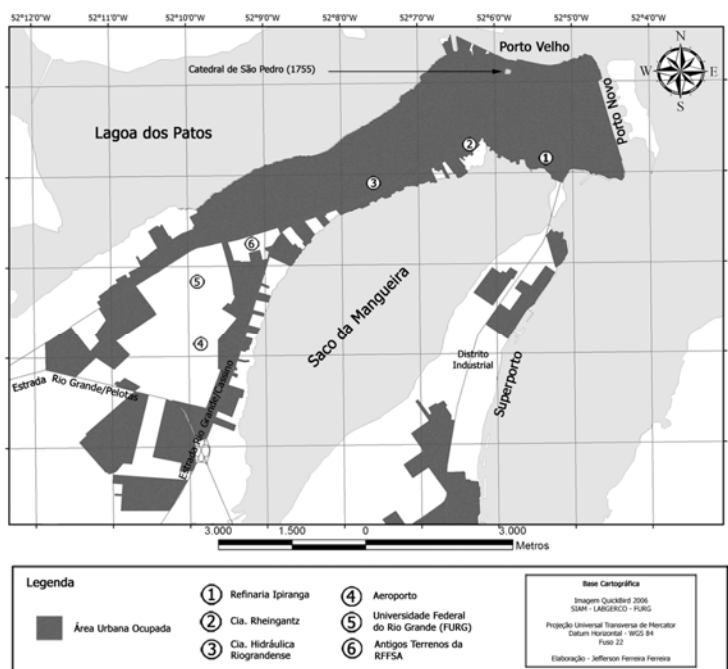 52°12'0"W 52°11'0"W 52°10'0"W 52°9'0"W 52°8'0"W 52°7'0"W 52°6'0"W 52°5'0"W 52°4'0"W
Porto Velho
Catedral de São Pedro (1755)
N
W E
S
Porto Novo
Lagoa dos Patos
2
1
3
6
5
Saco da Mangueira
4
Distrito
Industrial
Superporto
Estrada Rio Grande/Pelotas
Estrada Rio Grande/Cassino
3.000 1.500 0 3.000
Metros
Legenda
Área Urbana Ocupada
1 Refinaria Ipiranga
2 Cia. Rheingantz
3 Cia. Hidráulica
Riograndense
4 Aeroporto
5 Universidade Federal
do Rio Grande (FURG)
6 Antigos Terrenos da
RFFSA
Base Cartográfica
Imagem QuickBird 2006
SIAM - LABGERCO - FURG
Projeção Universal Transversa de Mercator
Datum Horizontal - WGS 84
Fuso 22
Elaboração - Jefferson Ferreira Ferreira